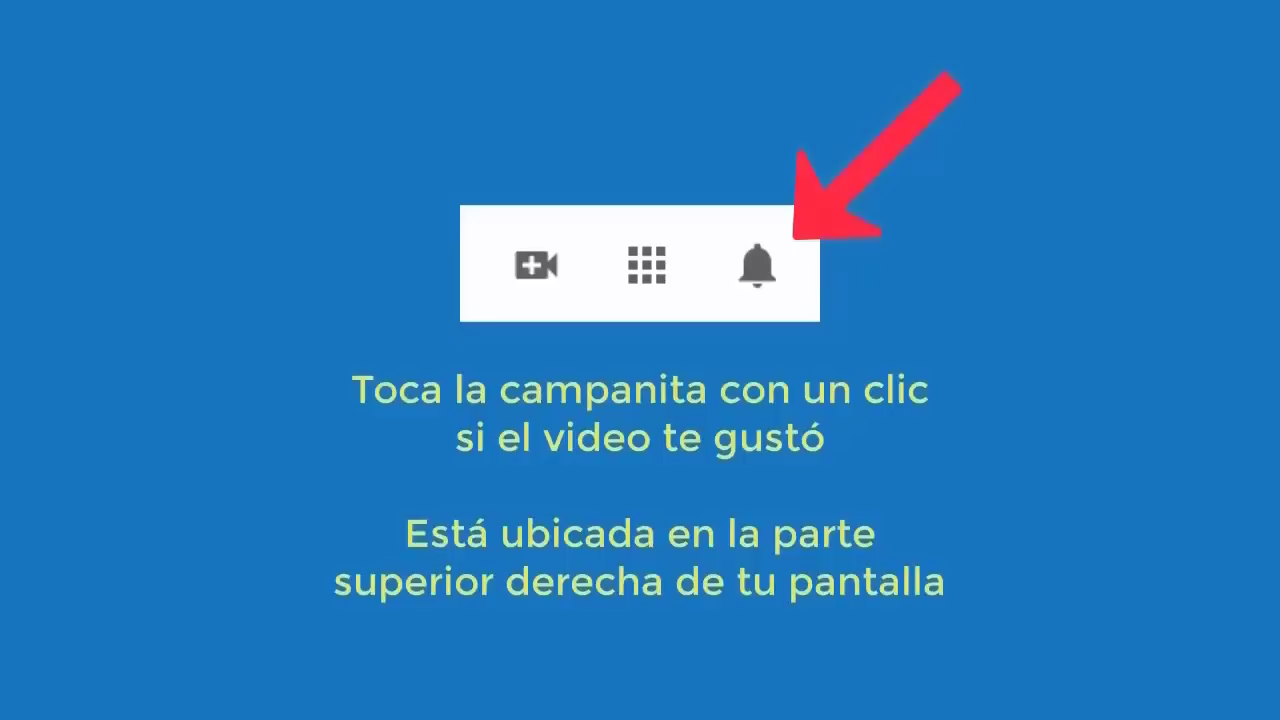 Toca la campanita con un clic
si el video te gustó
Está ubicada en la parte
superior derecha de tu pantalla